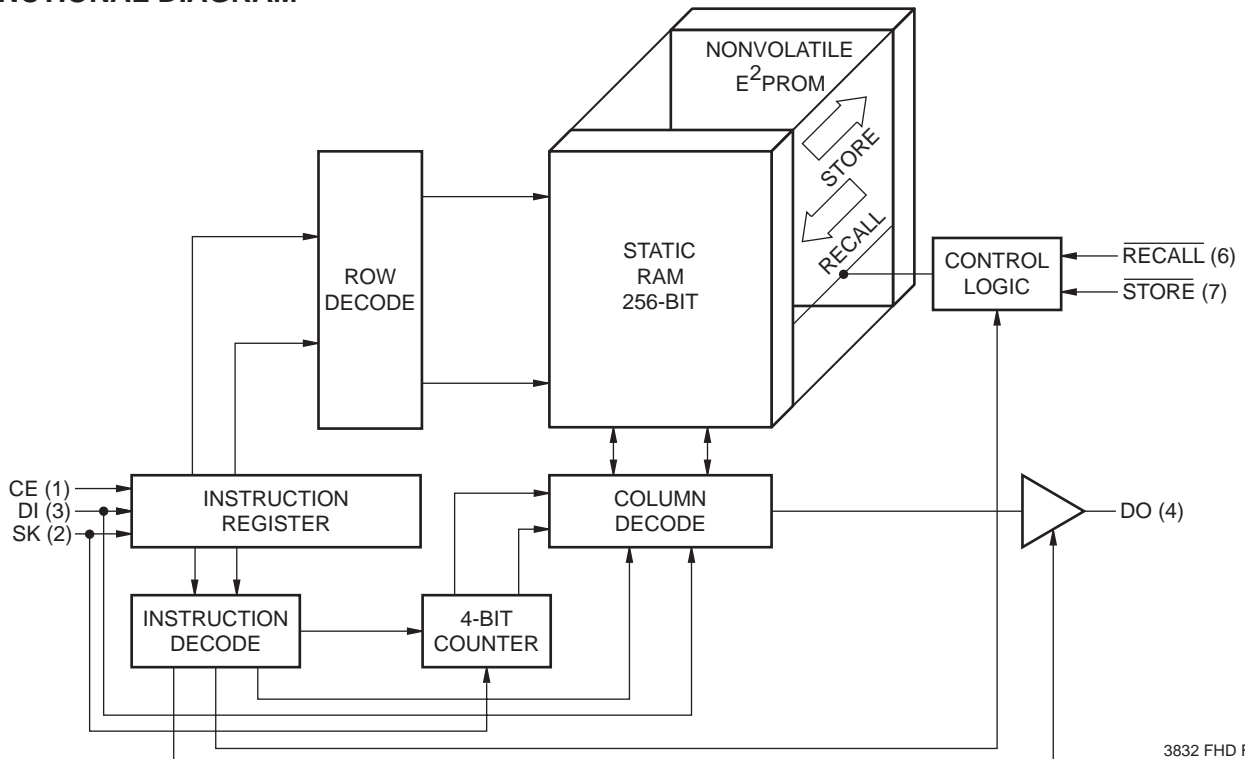 NONVOLATILE
E²PROM
STORE
RECALL
STATIC
RAM
256-BIT
ROW
DECODE
CONTROL
LOGIC
RECALL (6)
STORE (7)
CE (1)
DI (3)
SK (2)
INSTRUCTION
REGISTER
COLUMN
DECODE
DO (4)
INSTRUCTION
DECODE
4-BIT
COUNTER
3832 FHD